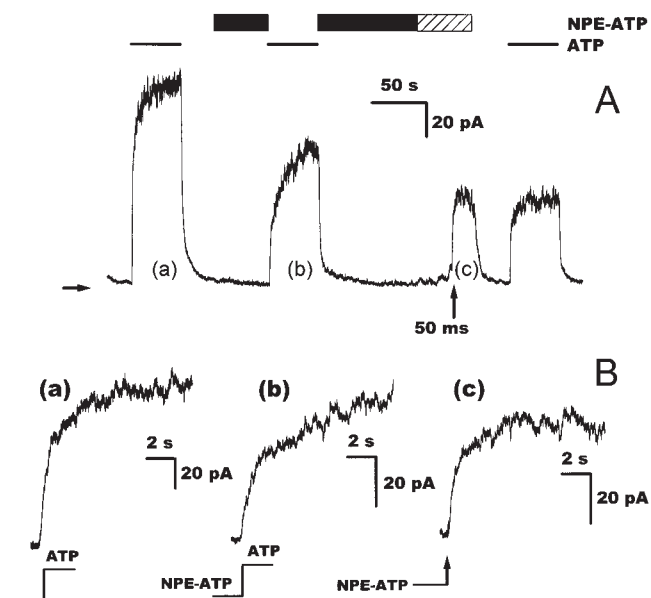 NPE-ATP
ATP
50 s
20 pA
A
(a)
(b)
(c)
50 ms
B
(a)
(b)
(c)
2 s
20 pA
2 s
20 pA
2 s
20 pA
ATP
ATP
NPE-ATP
NPE-ATP